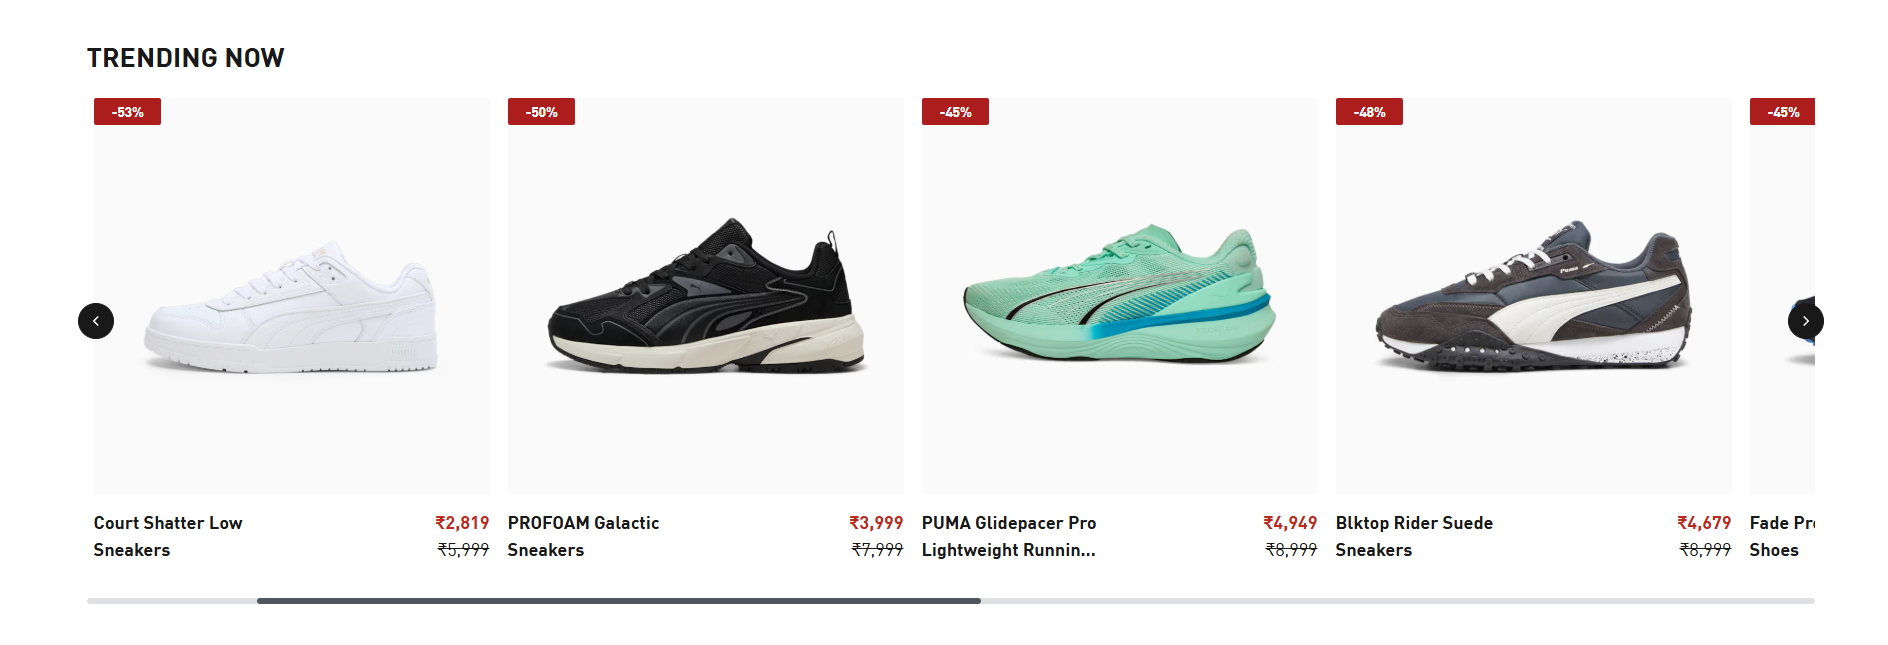 TRENDING NOW
-53%
-50%
-45%
-48%
-45%
Court Shatter Low
Sneakers
₹2,819
₹5,999
PROFOAM Galactic
Sneakers
₹3,999
₹7,999
PUMA Glidepacer Pro
Lightweight Runnin...
₹4,949
₹8,999
Blktop Rider Suede
Sneakers
₹4,679
₹8,999
Fade
Shoes